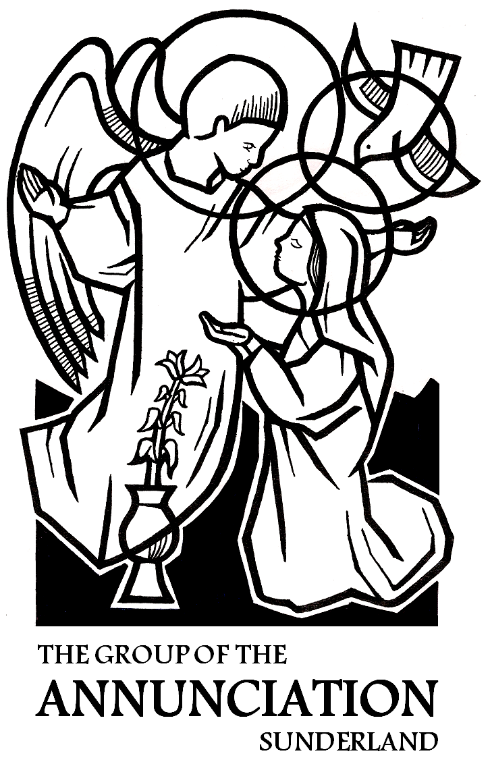 THE GROUP OF THE
ANNUNCIATION
SUNDERLAND